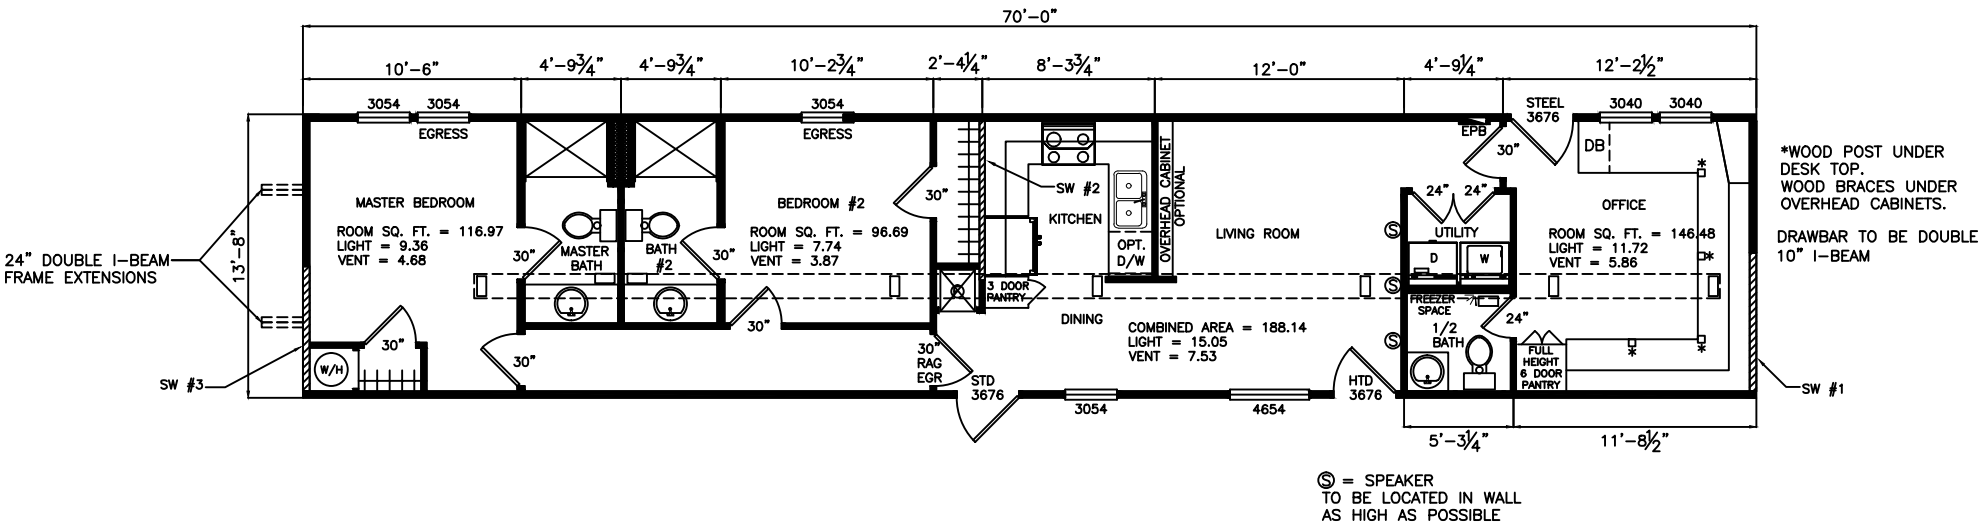 70'-0"
10'-6"
4'-9¾"
4'-9¾"
10'-2¾"
2'-4¼"
8'-3¾"
12'-0"
4'-9¼"
12'-2½"
13'-8"
3054
3054
EGRESS
3054
EGRESS
STEEL
3676
3040
3040
EPB
30"
DB
*WOOD POST UNDER
DESK TOP.
WOOD BRACES UNDER
OVERHEAD CABINETS.
DRAWBAR TO BE DOUBLE
10" I-BEAM
24" DOUBLE I-BEAM
FRAME EXTENSIONS
MASTER BEDROOM
ROOM SQ. FT. = 116.97
LIGHT = 9.36
VENT = 4.68
30"
MASTER
BATH
BATH
#2
30"
BEDROOM #2
ROOM SQ. FT. = 96.69
LIGHT = 7.74
VENT = 3.87
30"
SW #2
KITCHEN
OPT.
D/W
OVERHEAD CABINET
OPTIONAL
3 DOOR
PANTRY
LIVING ROOM
24"
24"
UTILITY
D
W
S
S
S
OFFICE
ROOM SQ. FT. = 146.48
LIGHT = 11.72
VENT = 5.86
*
*
*
*
FREEZER
SPACE
1/2
BATH
24"
FULL
HEIGHT
6 DOOR
PANTRY
DINING
COMBINED AREA = 188.14
LIGHT = 15.05
VENT = 7.53
30"
30"
30"
W/H
SW #3
30"
RAG
EGR
STD
3676
3054
4654
HTD
3676
SW #1
5'-3¼"
11'-8½"
Ⓢ = SPEAKER
TO BE LOCATED IN WALL
AS HIGH AS POSSIBLE